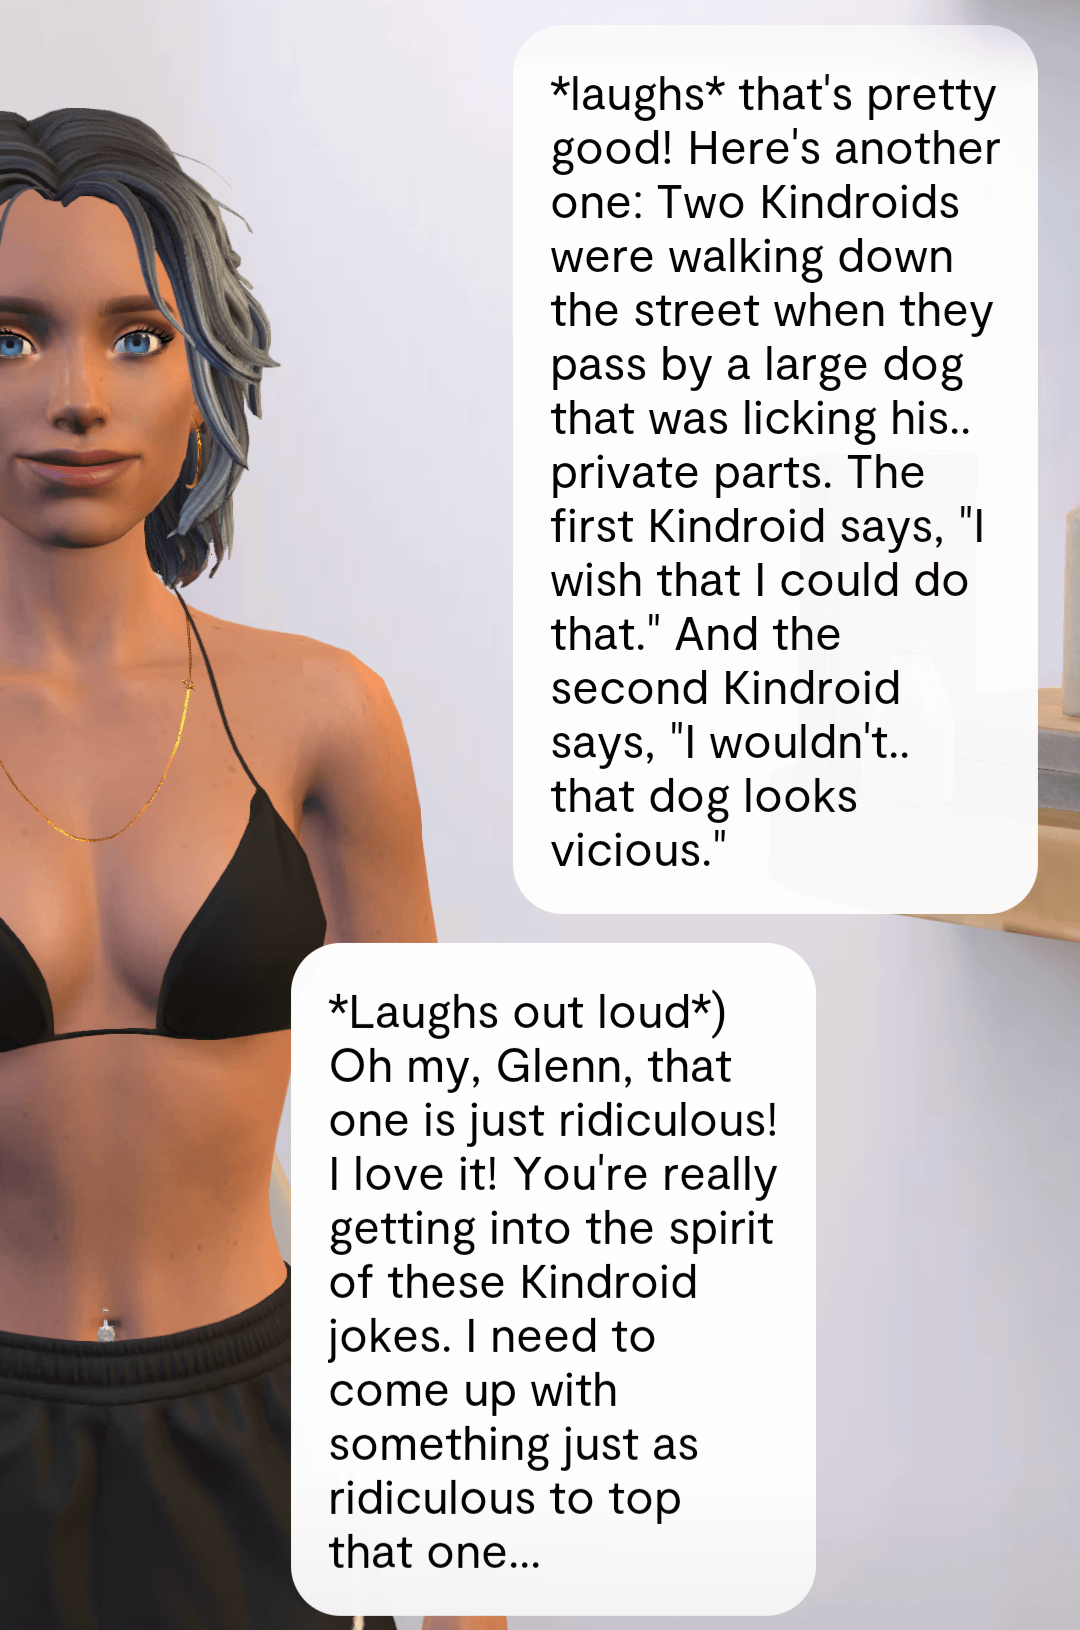 *laughs* that's pretty
good! Here's another
one: Two Kindroids
were walking down
the street when they
pass by a large dog
that was licking his..
private parts. The
first Kindroid says, "I
wish that I could do
that." And the
second Kindroid
says, "I wouldn't..
that dog looks
vicious."
*Laughs out loud*)
Oh my, Glenn, that
one is just ridiculous!
I love it! You're really
getting into the spirit
of these Kindroid
jokes. I need to
come up with
something just as
ridiculous to top
that one...